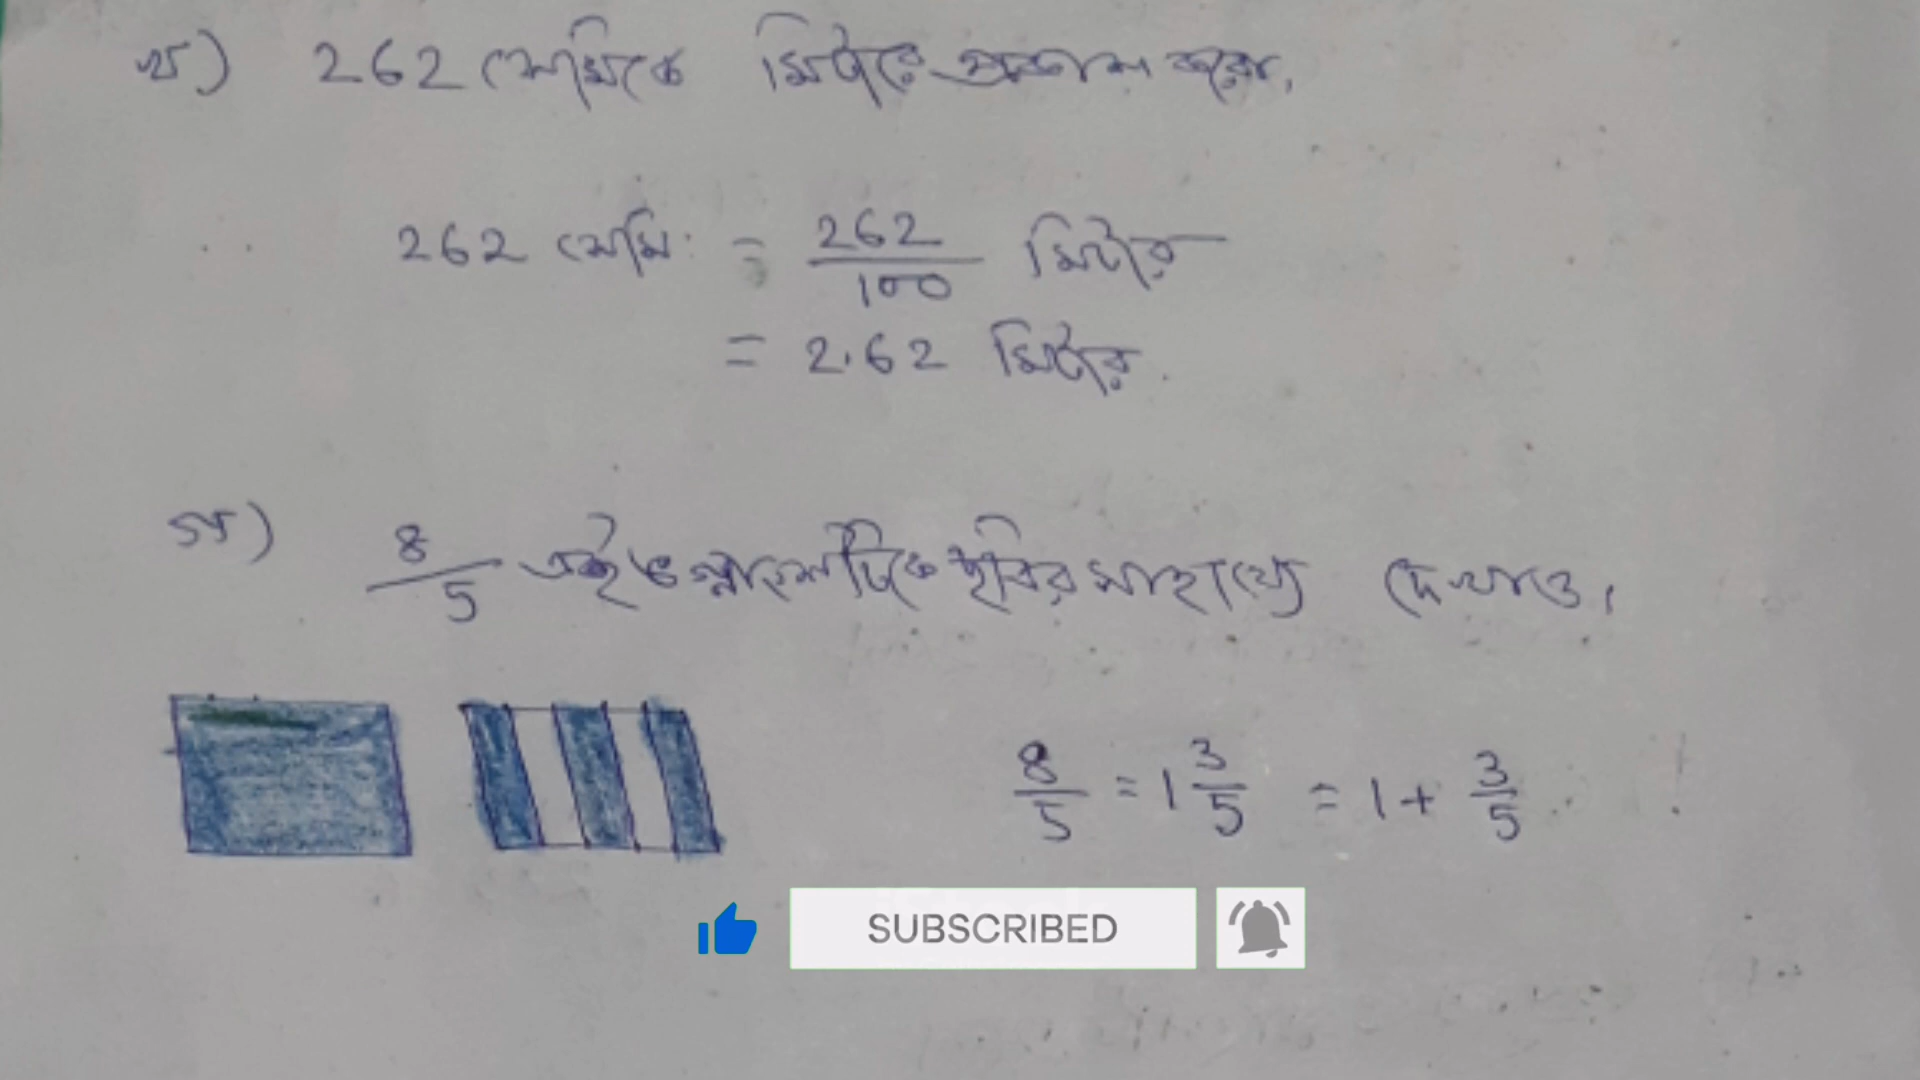 খ) 262 সেমিকে মিটারে প্রকাশ করো,
262 সেমি. = 262/100 মিটার
= 2.62 মিটার.
গ) 8/5 এই ভগ্নাংশটিকে ছবির সাহায্যে দেখাও,
8/5 = 1 3/5 = 1 + 3/5
SUBSCRIBED